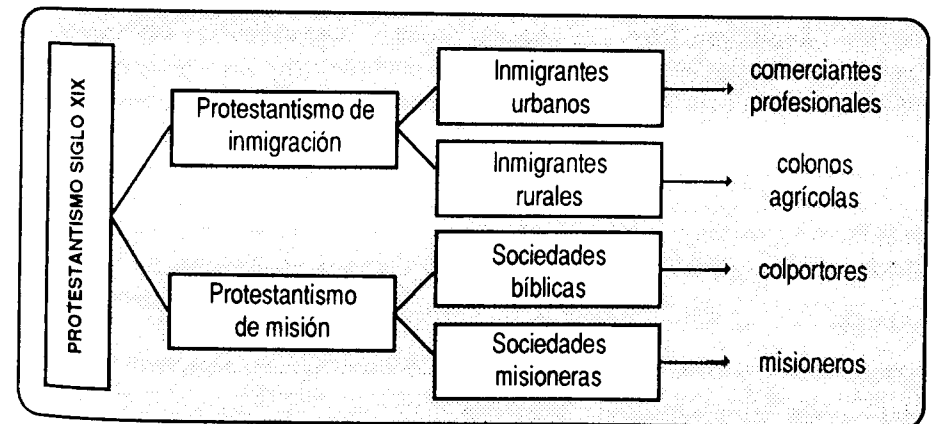 PROTESTANTISMO SIGLO XIX
Protestantismo de
inmigración
Inmigrantes
urbanos
comerciantes
profesionales
Inmigrantes
rurales
colonos
agrícolas
Protestantismo
de misión
Sociedades
bíblicas
colportores
Sociedades
misioneras
misioneros